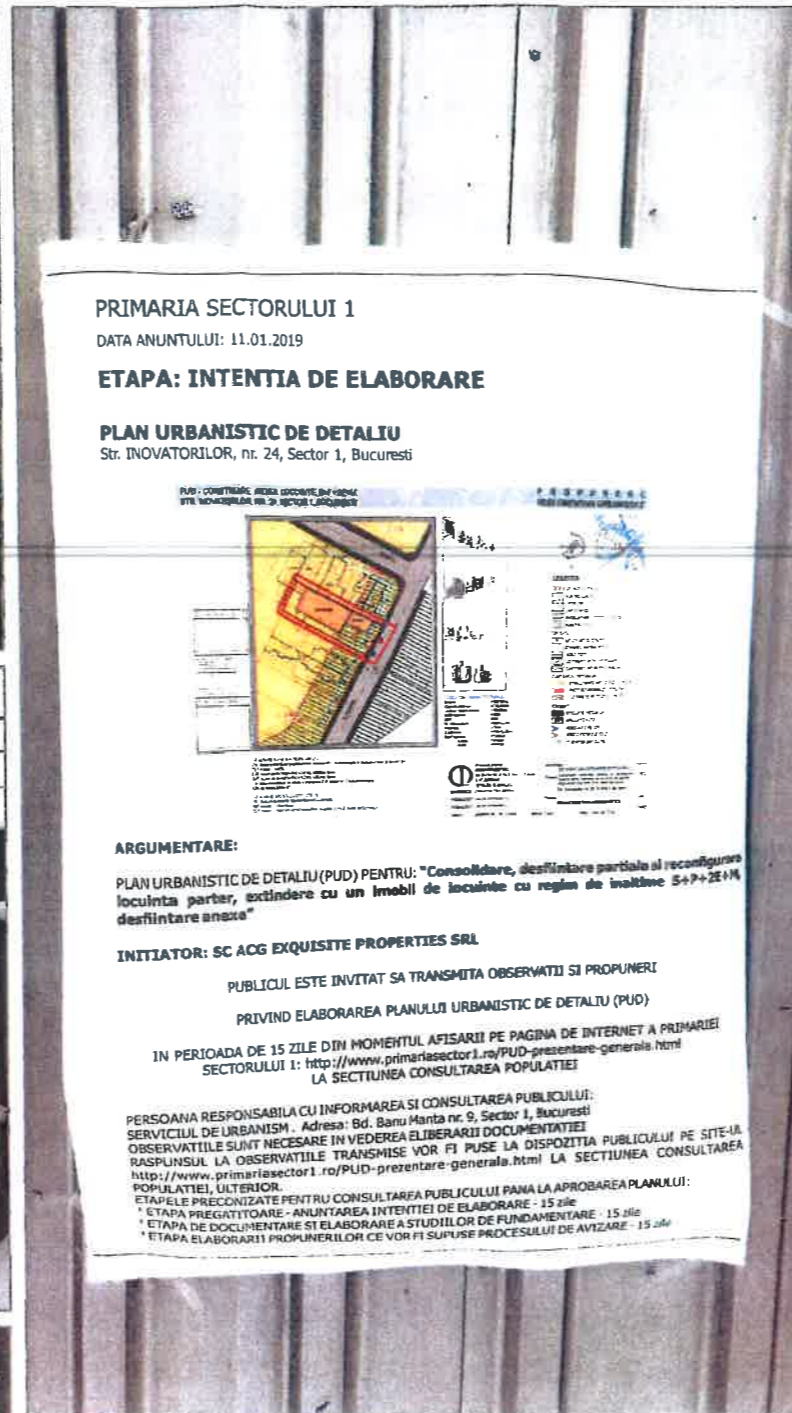 PRIMARIA SECTORULUI 1
DATA ANUNTULUI: 11.01.2019
ETAPA: INTENTIA DE ELABORARE
PLAN URBANISTIC DE DETALIU
Str. INOVATORILOR, nr. 24, Sector 1, Bucuresti
ARGUMENTARE:
PLAN URBANISTIC DE DETALIU (PUD) PENTRU: "Consolidare, desfiintare partiala si reconfigurare
locuinta parter, extindere cu un imobil de locuinte cu regim de inaltime S+P+2E+M,
desfiintare anexa"
INITIATOR: SC ACG EXQUISITE PROPERTIES SRL
PUBLICUL ESTE INVITAT SA TRANSMITA OBSERVATII SI PROPUNERI
PRIVIND ELABORAREA PLANULUI URBANISTIC DE DETALIU (PUD)
IN PERIOADA DE 15 ZILE DIN MOMENTUL AFISARII PE PAGINA DE INTERNET A PRIMARIEI
SECTORULUI 1: http://www.primariasector1.ro/PUD-prezentare-generala.html
LA SECTIUNEA CONSULTAREA POPULATIEI
PERSOANA RESPONSABILA CU INFORMAREA SI CONSULTAREA PUBLICULUI:
SERVICIUL DE URBANISM . Adresa: Bd. Banu Manta nr. 9, Sector 1, Bucuresti
OBSERVATIILE SUNT NECESARE IN VEDEREA ELIBERARII DOCUMENTATIEI
RASPUNSUL LA OBSERVATIILE TRANSMISE VOR FI PUSE LA DISPOZITIA PUBLICULUI PE SITE-UL
http://www.primariasector1.ro/PUD-prezentare-generala.html LA SECTIUNEA CONSULTAREA
POPULATIEI, ULTERIOR.
ETAPELE PRECONIZATE PENTRU CONSULTAREA PUBLICULUI PANA LA APROBAREA PLANULUI:
* ETAPA PREGATITOARE - ANUNTAREA INTENTIEI DE ELABORARE - 15 zile
* ETAPA DE DOCUMENTARE SI ELABORARE A STUDIILOR DE FUNDAMENTARE - 15 zile
* ETAPA ELABORARII PROPUNERILOR CE VOR FI SUPUSE PROCESULUI DE AVIZARE - 15 zile